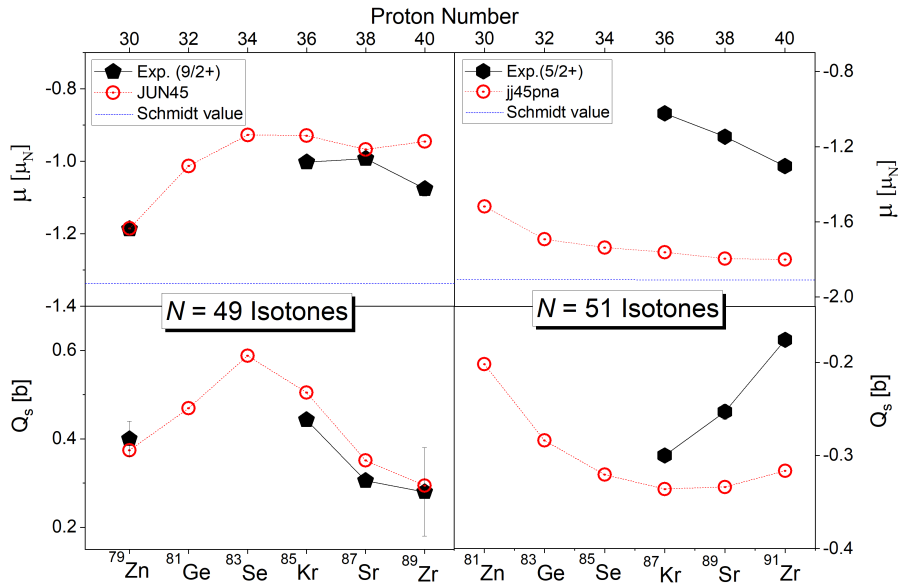 Proton Number
30 32 34 36 38 40 30 32 34 36 38 40
Exp. (9/2+)
JUN45
Schmidt value
Exp.(5/2+)
jj45pna
Schmidt value
μ [μN]
-0.8
-1.0
-1.2
-1.4
-0.8
-1.2
-1.6
-2.0
μ [μN]
N = 49 Isotones
N = 51 Isotones
Qs [b]
0.6
0.4
0.2
-0.2
-0.3
-0.4
Qs [b]
79Zn 81Ge 83Se 85Kr 87Sr 89Zr 81Zn 83Ge 85Se 87Kr 89Sr 91Zr